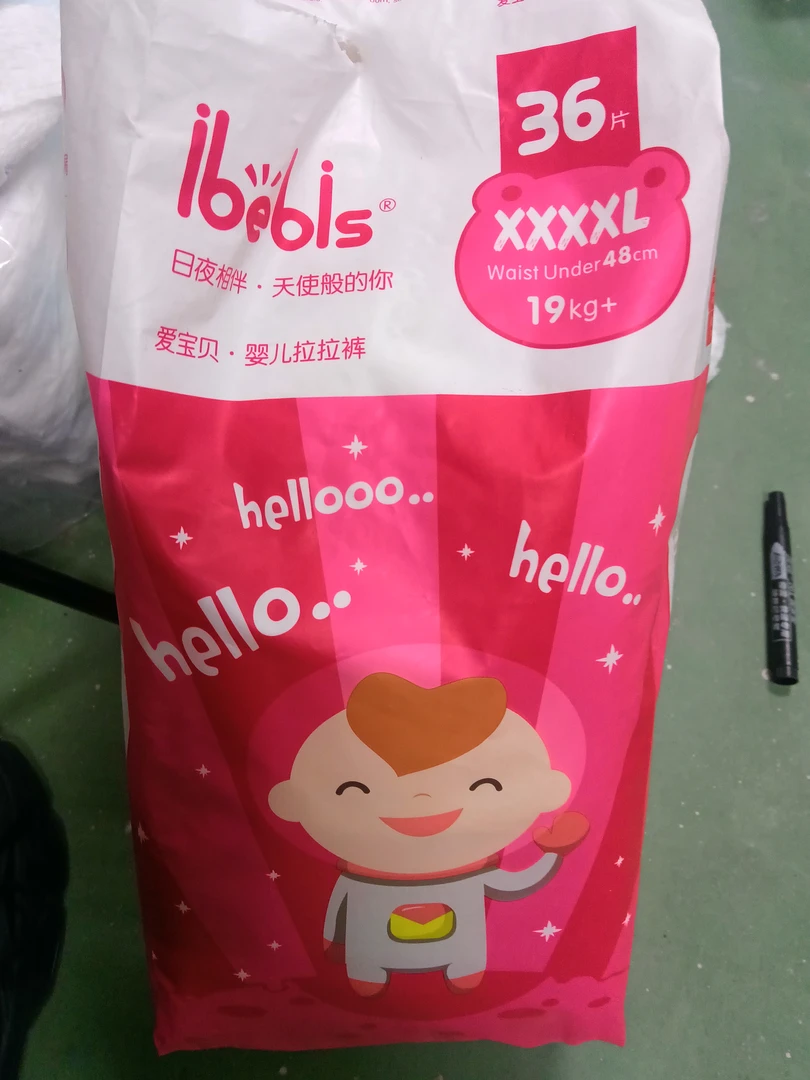 36片
ibebis®
XXXXL
Waist Under 48cm
19kg+
日夜相伴·天使般的你
爱宝贝·婴儿拉拉裤
hellooo..
hello..
hello..